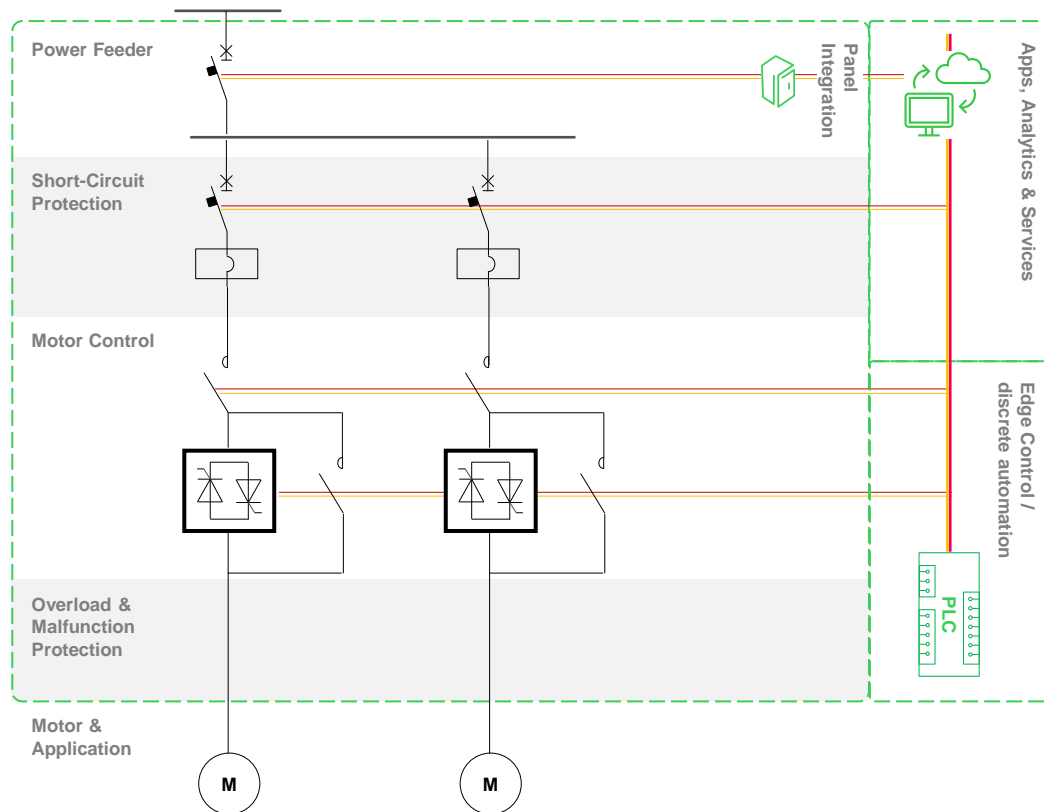 Power Feeder
Panel
Integration
Apps, Analytics & Services
Short-Circuit
Protection
Motor Control
Edge Control /
discrete automation
PLC
Overload &
Malfunction
Protection
Motor &
Application
M
M